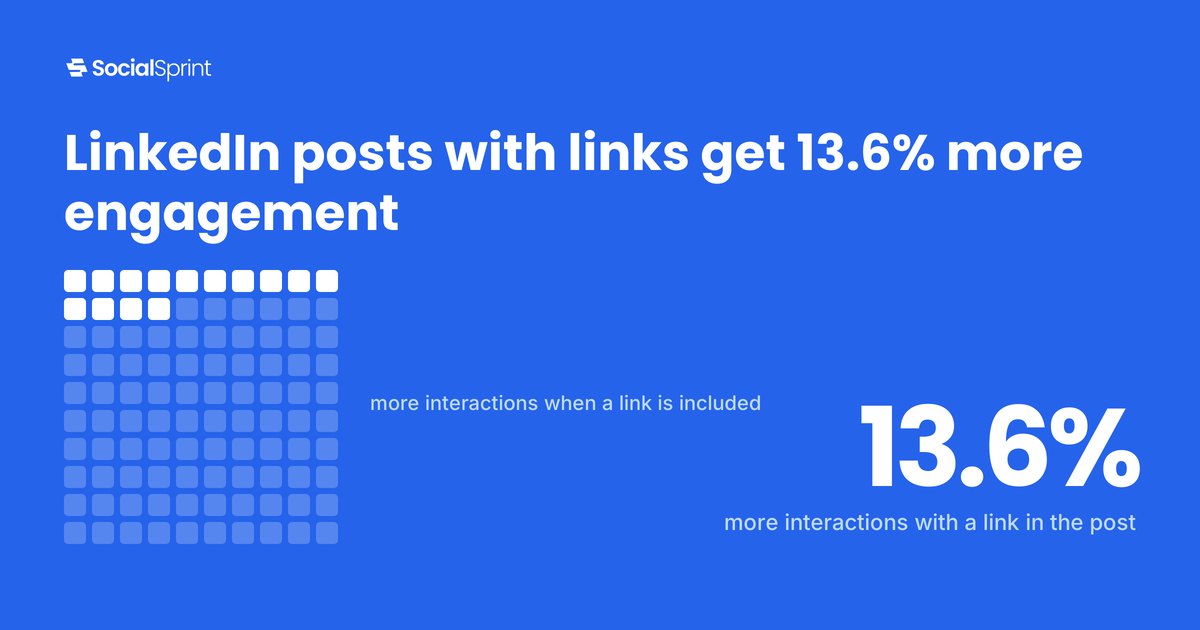 SocialSprint
LinkedIn posts with links get 13.6% more
engagement
more interactions when a link is included
13.6%
more interactions with a link in the post